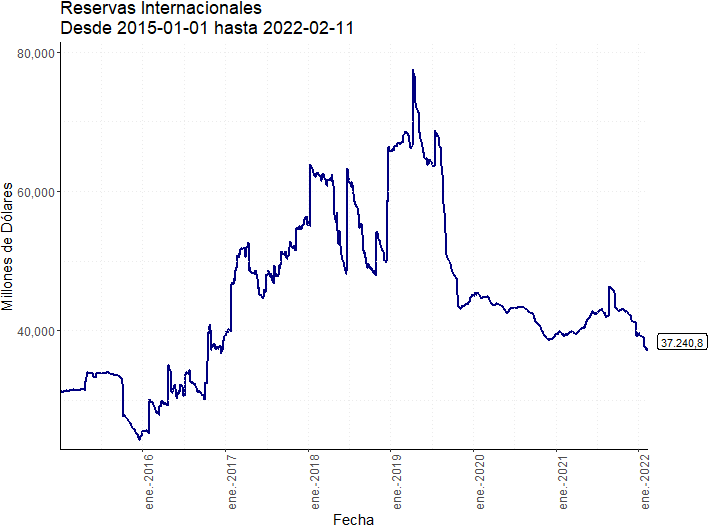 Reservas Internacionales
Desde 2015-01-01 hasta 2022-02-11
Millones de Dólares
80,000
60,000
40,000
37.240,8
ene.-2016
ene.-2017
ene.-2018
ene.-2019
ene.-2020
ene.-2021
ene.-2022
Fecha